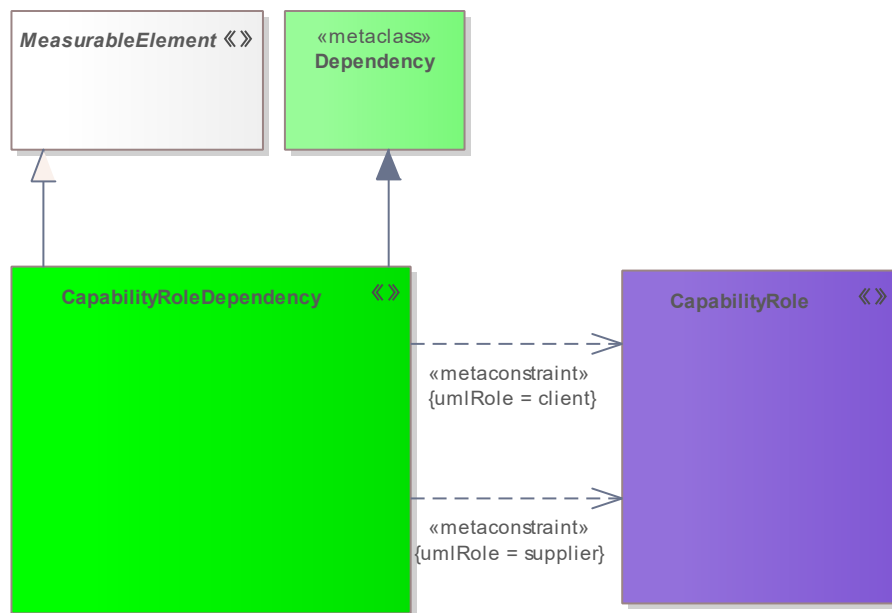 MeasurableElement «»
«metaclass»
Dependency
CapabilityRoleDependency «»
CapabilityRole «»
«metaconstraint»
{umlRole = client}
«metaconstraint»
{umlRole = supplier}